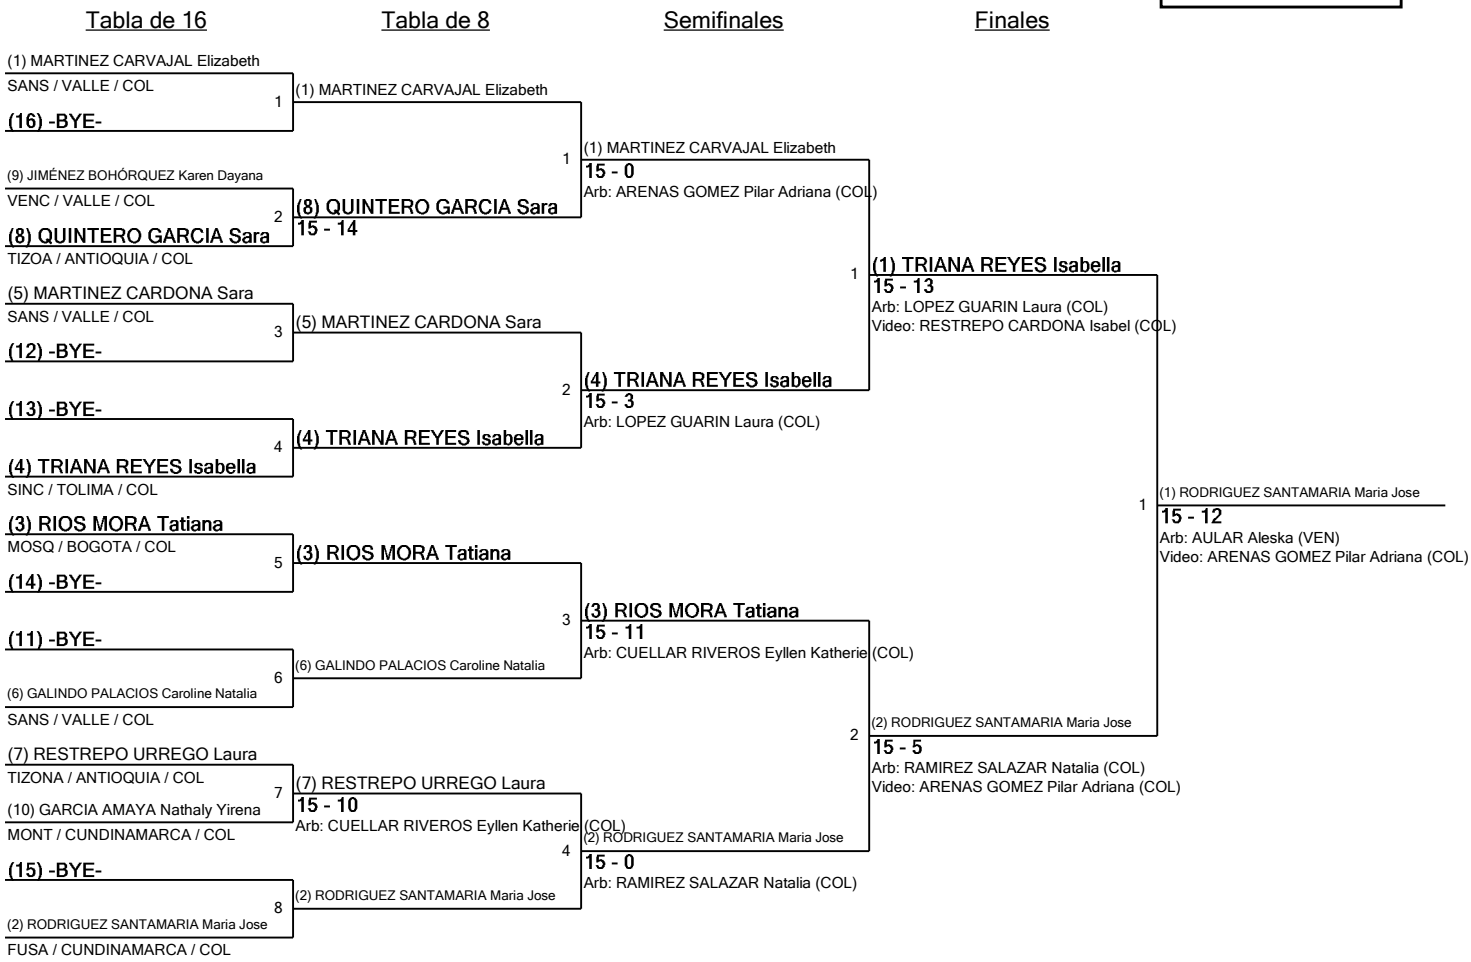 Tabla de 16
Tabla de 8
Semifinales
Finales
(1) MARTINEZ CARVAJAL Elizabeth
SANS / VALLE / COL
1
(16) -BYE-
(9) JIMÉNEZ BOHÓRQUEZ Karen Dayana
VENC / VALLE / COL
2
(8) QUINTERO GARCIA Sara
TIZOA / ANTIOQUIA / COL
(5) MARTINEZ CARDONA Sara
SANS / VALLE / COL
3
(12) -BYE-
(13) -BYE-
4
(4) TRIANA REYES Isabella
SINC / TOLIMA / COL
(3) RIOS MORA Tatiana
MOSQ / BOGOTA / COL
5
(14) -BYE-
(11) -BYE-
6
(6) GALINDO PALACIOS Caroline Natalia
SANS / VALLE / COL
(7) RESTREPO URREGO Laura
TIZONA / ANTIOQUIA / COL
7
(10) GARCIA AMAYA Nathaly Yirena
MONT / CUNDINAMARCA / COL
(15) -BYE-
8
(2) RODRIGUEZ SANTAMARIA Maria Jose
FUSA / CUNDINAMARCA / COL
(1) MARTINEZ CARVAJAL Elizabeth
1
(8) QUINTERO GARCIA Sara
15 - 14
(5) MARTINEZ CARDONA Sara
2
(4) TRIANA REYES Isabella
(3) RIOS MORA Tatiana
3
(6) GALINDO PALACIOS Caroline Natalia
(7) RESTREPO URREGO Laura
15 - 10
Arb: CUELLAR RIVEROS Eyllen Katherie (COL)
4
(2) RODRIGUEZ SANTAMARIA Maria Jose
(1) MARTINEZ CARVAJAL Elizabeth
15 - 0
Arb: ARENAS GOMEZ Pilar Adriana (COL)
1
(4) TRIANA REYES Isabella
15 - 3
Arb: LOPEZ GUARIN Laura (COL)
(3) RIOS MORA Tatiana
15 - 11
Arb: CUELLAR RIVEROS Eyllen Katherie (COL)
2
(2) RODRIGUEZ SANTAMARIA Maria Jose
15 - 0
Arb: RAMIREZ SALAZAR Natalia (COL)
(1) TRIANA REYES Isabella
15 - 13
Arb: LOPEZ GUARIN Laura (COL)
Video: RESTREPO CARDONA Isabel (COL)
1
(2) RODRIGUEZ SANTAMARIA Maria Jose
15 - 5
Arb: RAMIREZ SALAZAR Natalia (COL)
Video: ARENAS GOMEZ Pilar Adriana (COL)
(1) RODRIGUEZ SANTAMARIA Maria Jose
15 - 12
Arb: AULAR Aleska (VEN)
Video: ARENAS GOMEZ Pilar Adriana (COL)